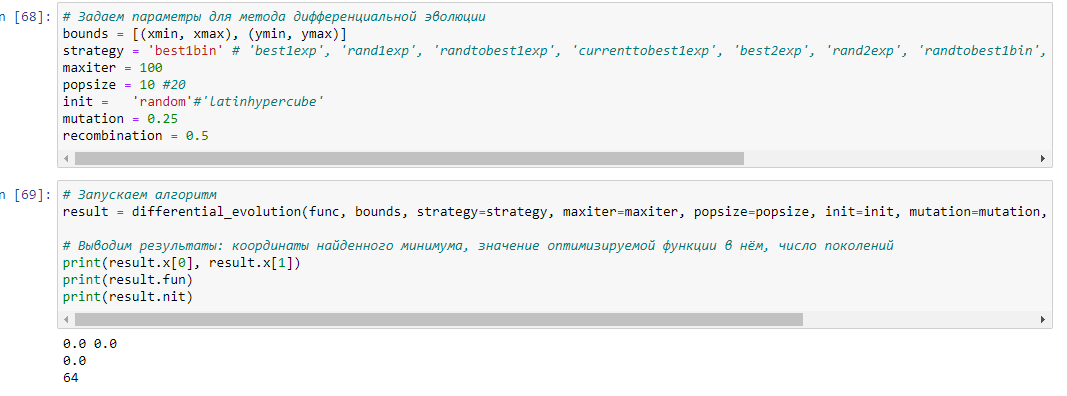 n [68]:
# Задаем параметры для метода дифференциальной эволюции
bounds = [(xmin, xmax), (ymin, ymax)]
strategy = 'best1bin' # 'best1exp', 'rand1exp', 'randtobest1exp', 'currenttobest1exp', 'best2exp', 'rand2exp', 'randtobest1bin',
maxiter = 100
popsize = 10 #20
init =   'random'#'latinhypercube'
mutation = 0.25
recombination = 0.5
n [69]:
# Запускаем алгоритм
result = differential_evolution(func, bounds, strategy=strategy, maxiter=maxiter, popsize=popsize, init=init, mutation=mutation,
# Выводим результаты: координаты найденного минимума, значение оптимизируемой функции в нём, число поколений
print(result.x[0], result.x[1])
print(result.fun)
print(result.nit)
0.0 0.0
0.0
64